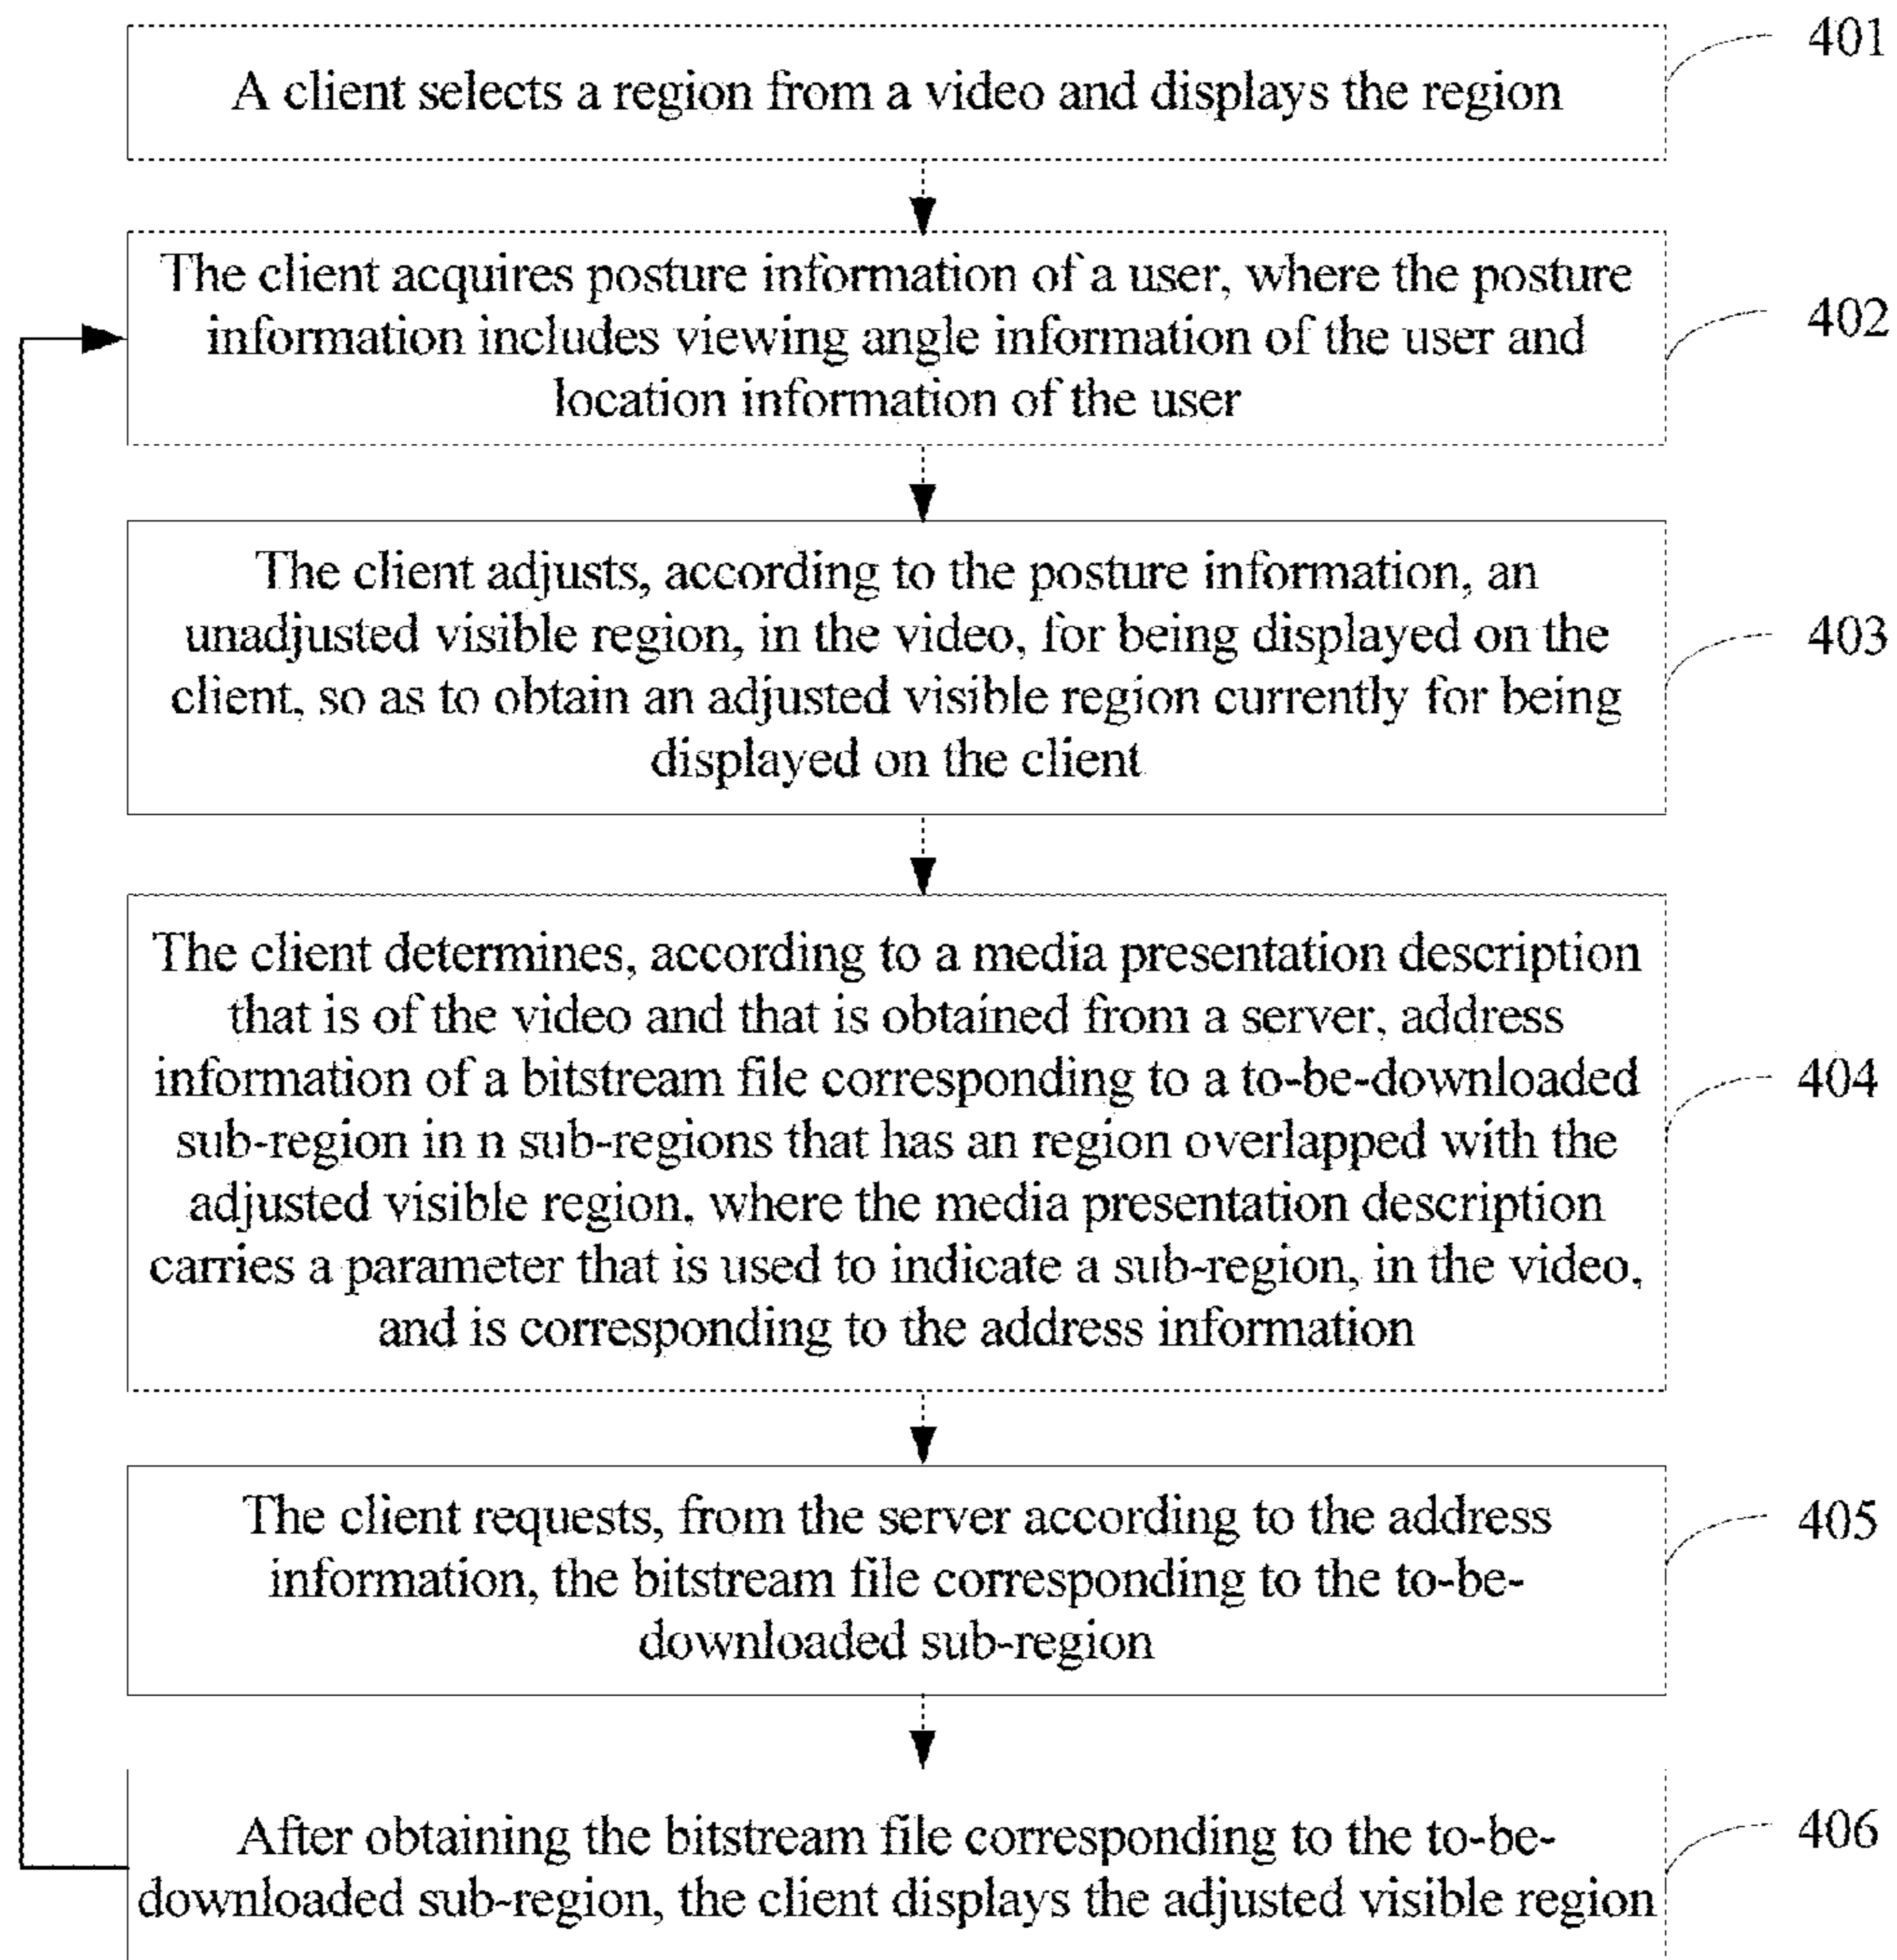 401
A client selects a region from a video and displays the region
The client acquires posture information of a user, where the posture
information includes viewing angle information of the user and
location information of the user
402
The client adjusts, according to the posture information, an
unadjusted visible region, in the video, for being displayed on the
client, so as to obtain an adjusted visible region currently for being
displayed on the client
403
The client determines, according to a media presentation description
that is of the video and that is obtained from a server, address
information of a bitstream file corresponding to a to-be-downloaded
sub-region in n sub-regions that has an region overlapped with the
adjusted visible region, where the media presentation description
carries a parameter that is used to indicate a sub-region, in the video,
and is corresponding to the address information
404
The client requests, from the server according to the address
information, the bitstream file corresponding to the to-be-
downloaded sub-region
405
After obtaining the bitstream file corresponding to the to-be-
downloaded sub-region, the client displays the adjusted visible region
406